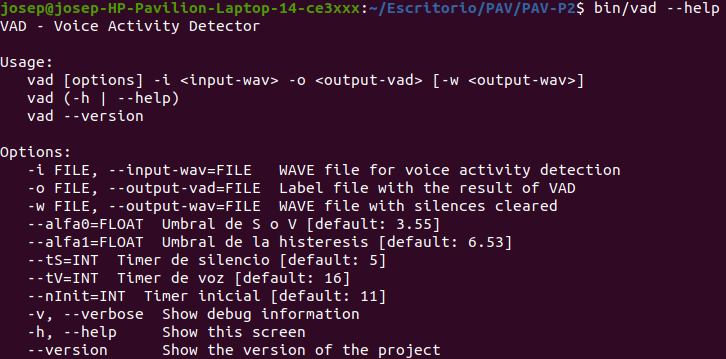 josep@josep-HP-Pavilion-Laptop-14-ce3xxx:~/Escritorio/PAV/PAV-P2$ bin/vad --help
VAD - Voice Activity Detector

Usage:
   vad [options] -i <input-wav> -o <output-vad> [-w <output-wav>]
   vad (-h | --help)
   vad --version

Options:
   -i FILE, --input-wav=FILE   WAVE file for voice activity detection
   -o FILE, --output-vad=FILE  Label file with the result of VAD
   -w FILE, --output-wav=FILE  WAVE file with silences cleared
   --alfa0=FLOAT  Umbral de S o V [default: 3.55]
   --alfa1=FLOAT  Umbral de la histeresis [default: 6.53]
   --tS=INT  Timer de silencio [default: 5]
   --tV=INT  Timer de voz [default: 16]
   --nInit=INT  Timer inicial [default: 11]
   -v, --verbose  Show debug information
   -h, --help     Show this screen
   --version      Show the version of the project